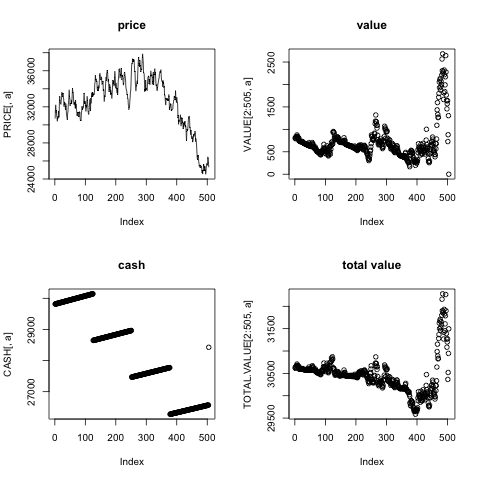 price
PRICE[, a]
24000 28000 32000 36000
0 100 200 300 400 500
Index
value
VALUE[2:505, a]
0 500 1500 2500
0 100 200 300 400 500
Index
cash
CASH[, a]
27000 29000
0 100 200 300 400 500
Index
total value
TOTAL.VALUE[2:505, a]
29500 30500 31500
0 100 200 300 400 500
Index